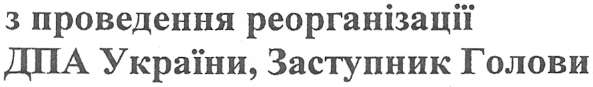 з проведення реорганізації
ДПА України, Заступник Голови